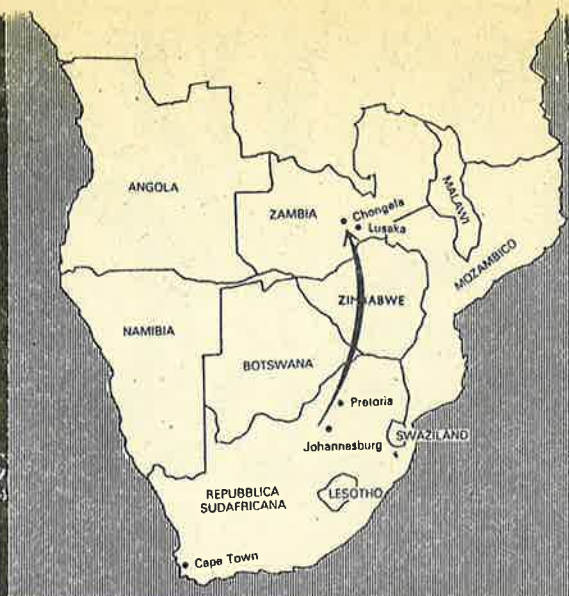 ANGOLA
ZAMBIA
Chongela
Lusaka
MALAWI
MOZAMBICO
NAMIBIA
ZIMBABWE
BOTSWANA
Pretoria
Johannesburg
SWAZILAND
REPUBBLICA
SUDAFRICANA
LESOTHO
Cape Town